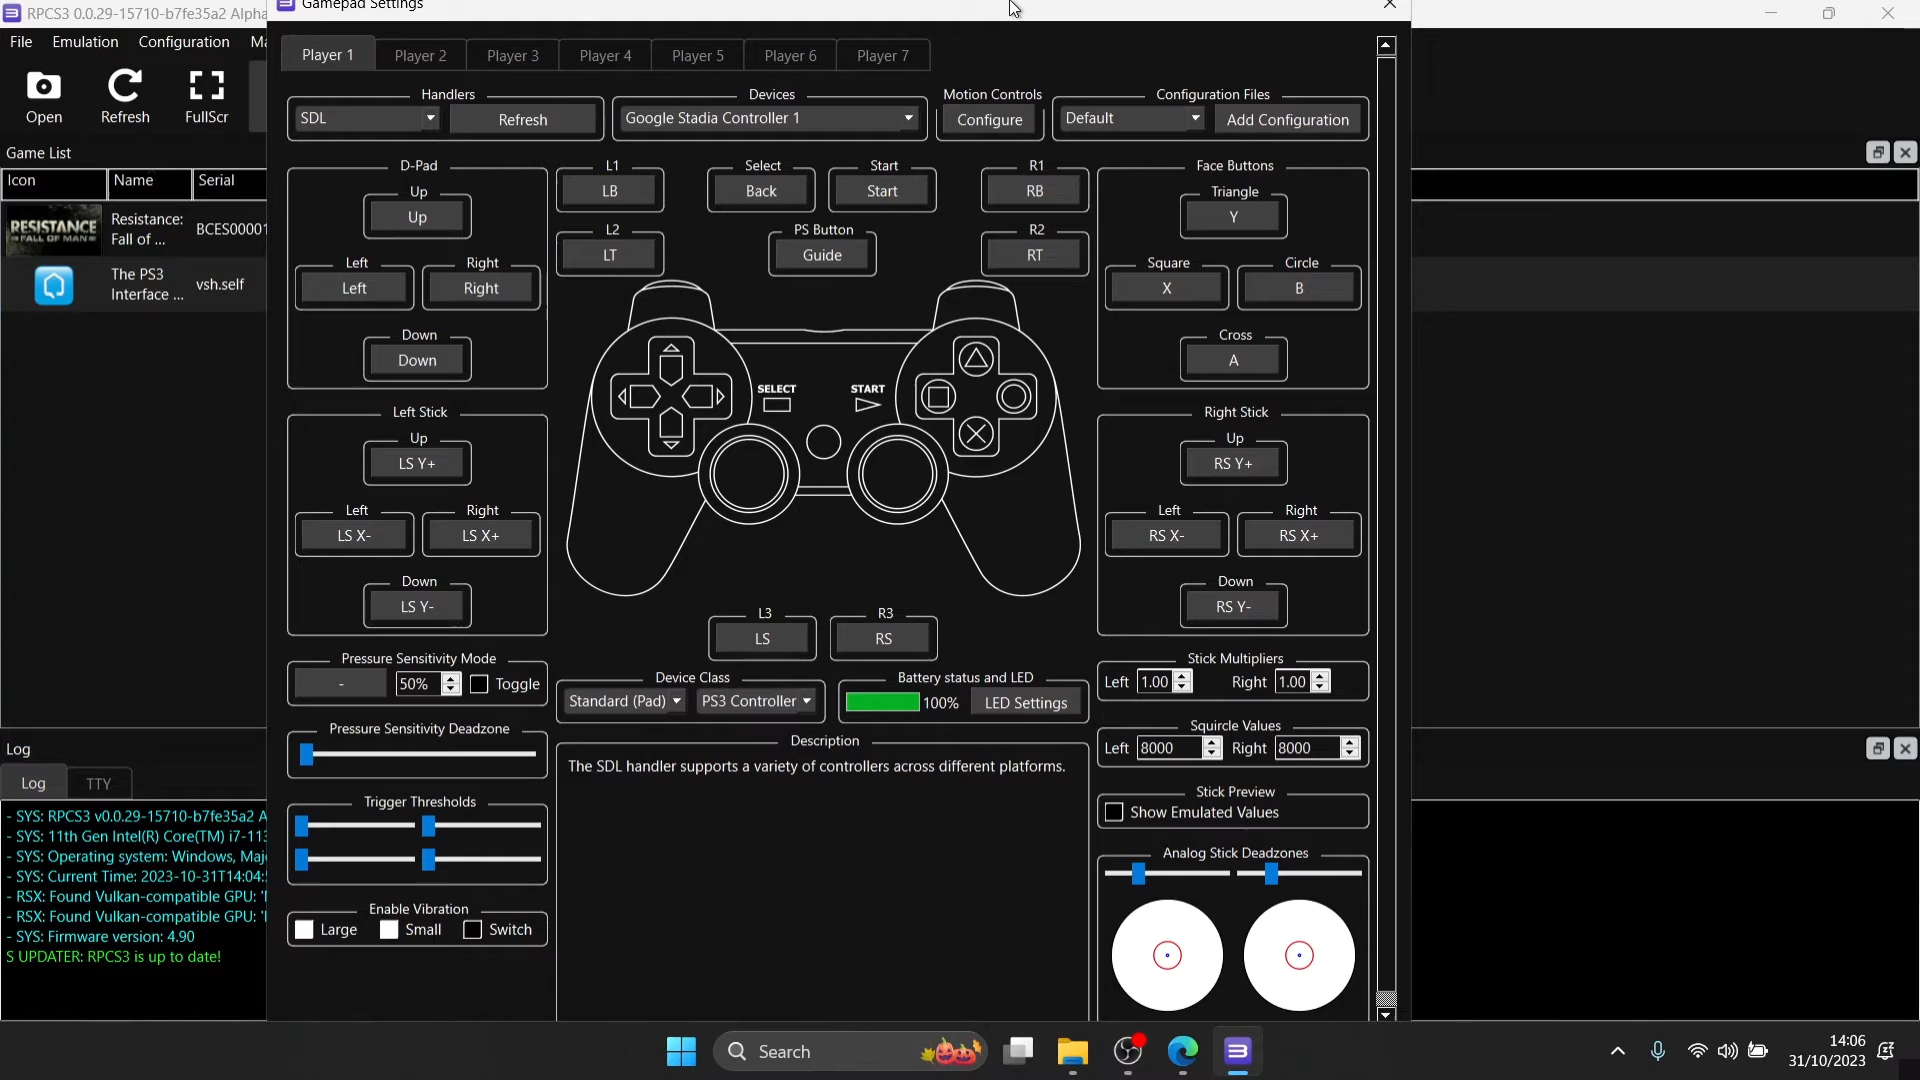 RPCS3 0.0.29-15710-b7fe35a2 Alpha
Gamepad Settings
File Emulation Configuration Ma
Open Refresh FullScr
Game List
Icon Name Serial
RESISTANCE
FALL OF MAN
Resistance:
Fall of ...
BCES00001
The PS3
Interface ...
vsh.self
Player 1 Player 2 Player 3 Player 4 Player 5 Player 6 Player 7
Handlers Devices Motion Controls Configuration Files
SDL Refresh Google Stadia Controller 1 Configure Default Add Configuration
D-Pad L1 Select Start R1 Face Buttons
Up LB Back Start RB Triangle
Up Y
L2 PS Button R2
LT Guide RT
Left Right Square Circle
Left Right X B
Down Cross
Down A
SELECT START
Left Stick Right Stick
Up Up
LS Y+ RS Y+
Left Right Left Right
LS X- LS X+ RS X- RS X+
Down Down
LS Y- RS Y-
L3 R3
LS RS
Pressure Sensitivity Mode Device Class Battery status and LED Stick Multipliers
- 50% Toggle Standard (Pad) PS3 Controller 100% LED Settings Left 1.00 Right 1.00
Pressure Sensitivity Deadzone Description Squircle Values
The SDL handler supports a variety of controllers across different platforms.
Left 8000 Right 8000
Trigger Thresholds
Stick Preview
Show Emulated Values
Analog Stick Deadzones
Enable Vibration
Large Small Switch
Log
Log TTY
- SYS: RPCS3 v0.0.29-15710-b7fe35a2 A
- SYS: 11th Gen Intel(R) Core(TM) i7-113
- SYS: Operating system: Windows, Maj
- SYS: Current Time: 2023-10-31T14:04:
- RSX: Found Vulkan-compatible GPU: '
- RSX: Found Vulkan-compatible GPU: '
- SYS: Firmware version: 4.90
S UPDATER: RPCS3 is up to date!
Search
14:06
31/10/2023